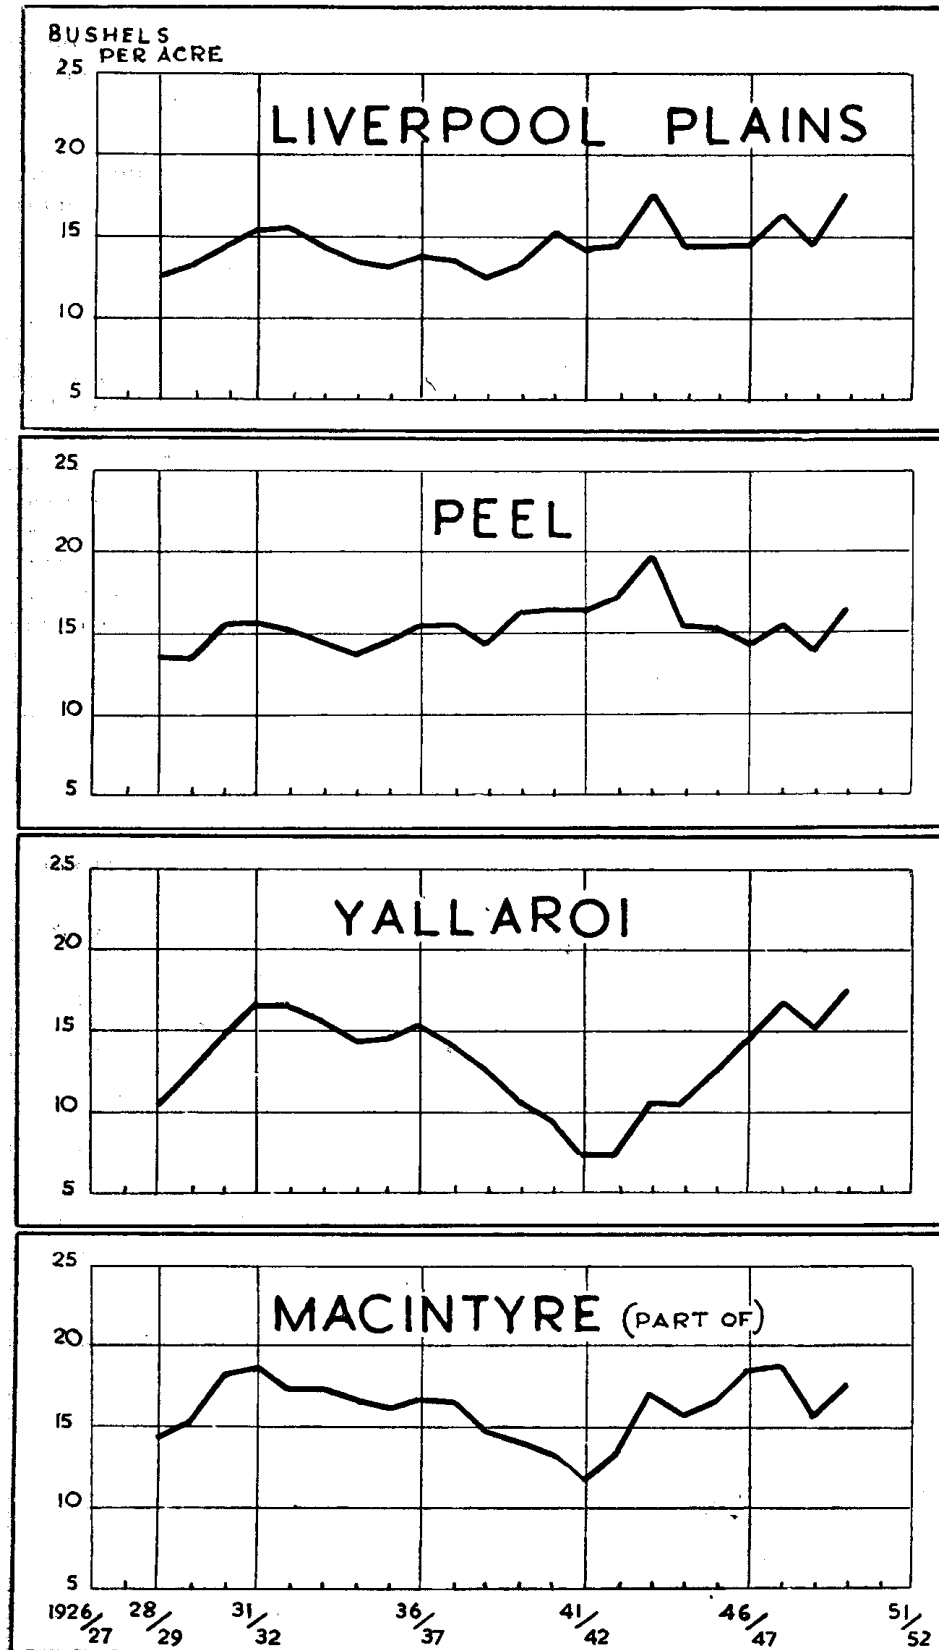 BUSHELS
PER ACRE
25
LIVERPOOL PLAINS
20
15
10
5
25
PEEL
20
15
10
5
25
YALLAROI
20
15
10
5
25
MACINTYRE (PART OF)
20
15
10
5
1926/27 28/29 31/32 36/37 41/42 46/47 51/52